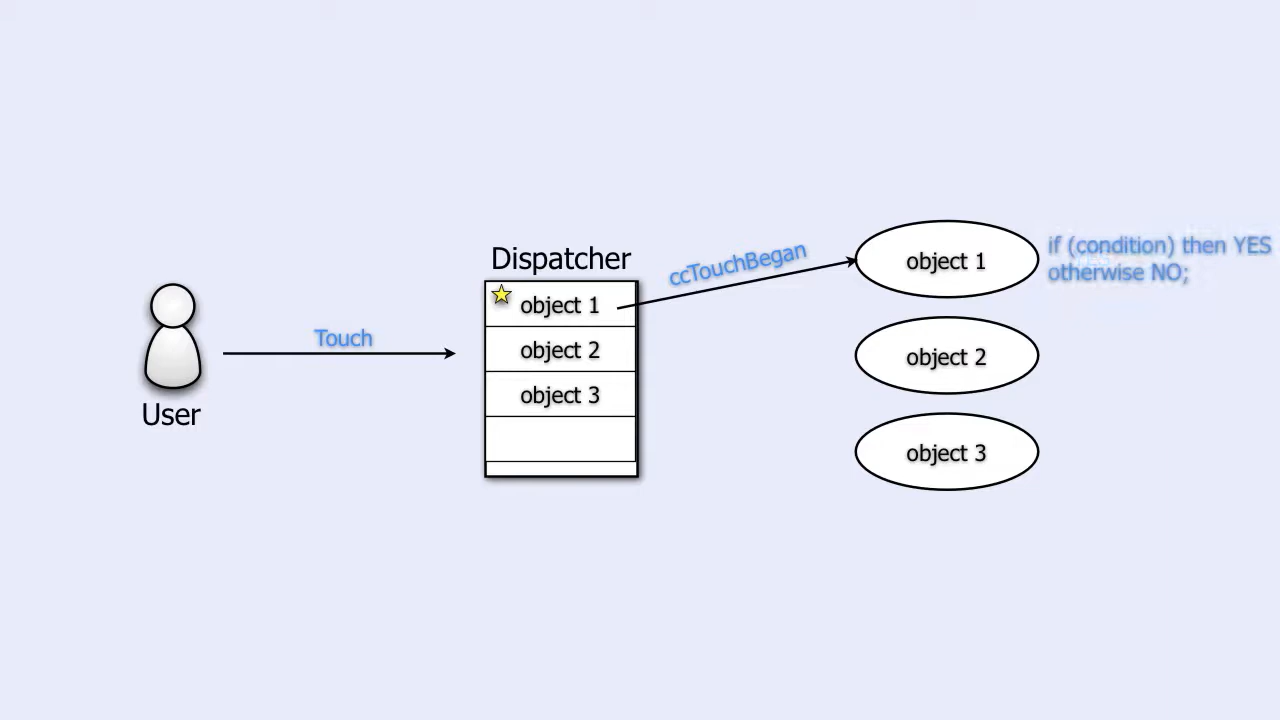 Dispatcher
object 1
object 2
object 3
User
Touch
ccTouchBegan
object 1
if (condition) then YES
otherwise NO;
object 2
object 3